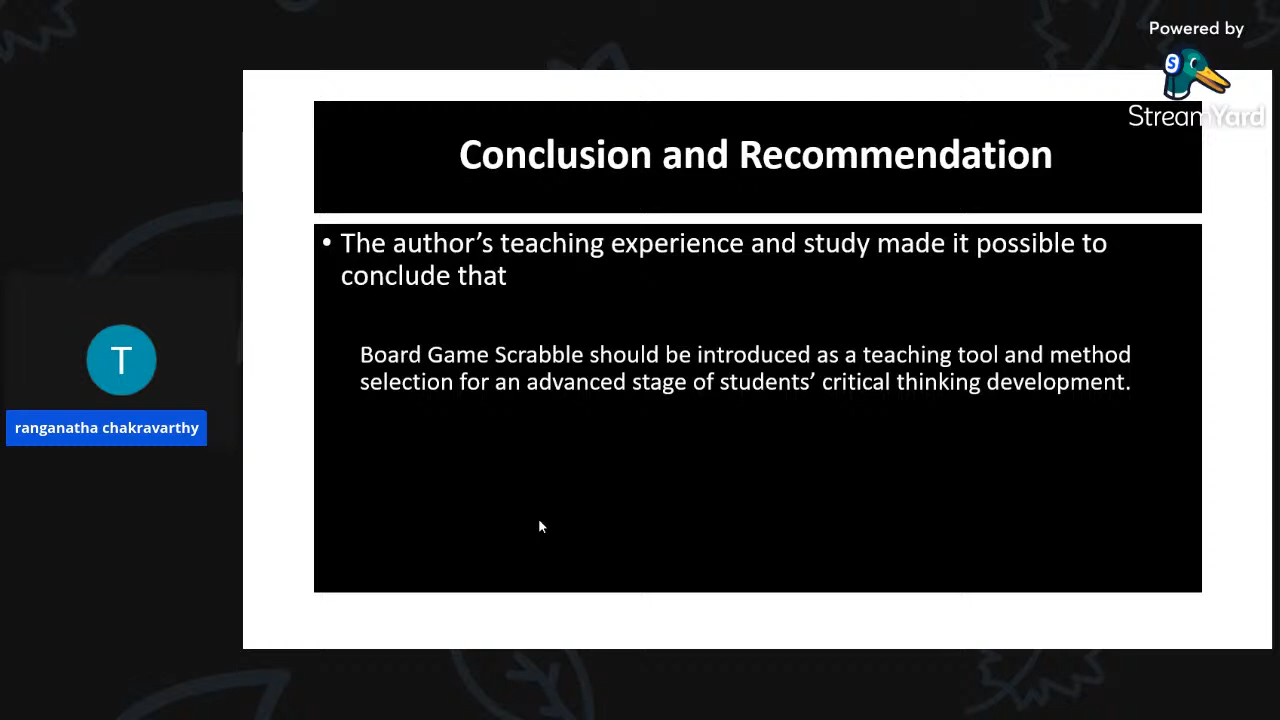 Powered by
StreamYard
Conclusion and Recommendation
• The author's teaching experience and study made it possible to
conclude that
Board Game Scrabble should be introduced as a teaching tool and method
selection for an advanced stage of students' critical thinking development.
T
ranganatha chakravarthy